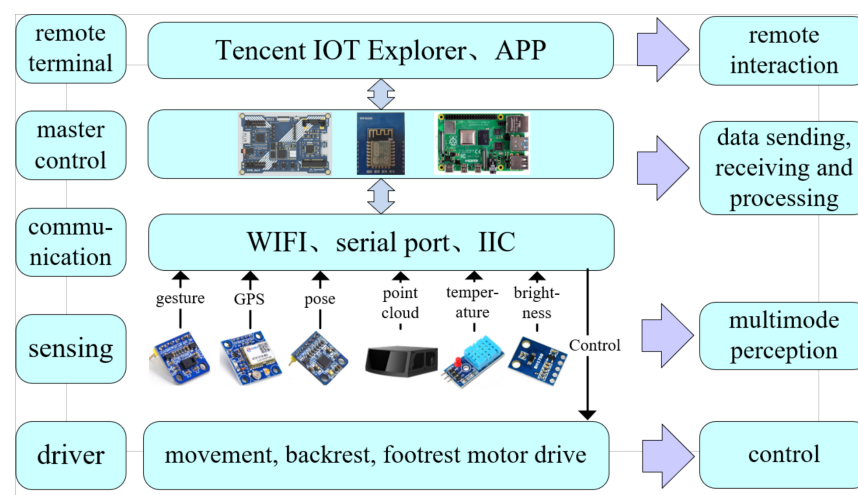 remote
terminal
Tencent IOT Explorer、APP
remote
interaction
master
control
data sending,
receiving and
processing
commu-
nication
WIFI、serial port、IIC
gesture
GPS
pose
point
cloud
temper-
ature
bright-
ness
sensing
Control
multimode
perception
driver
movement, backrest, footrest motor drive
control